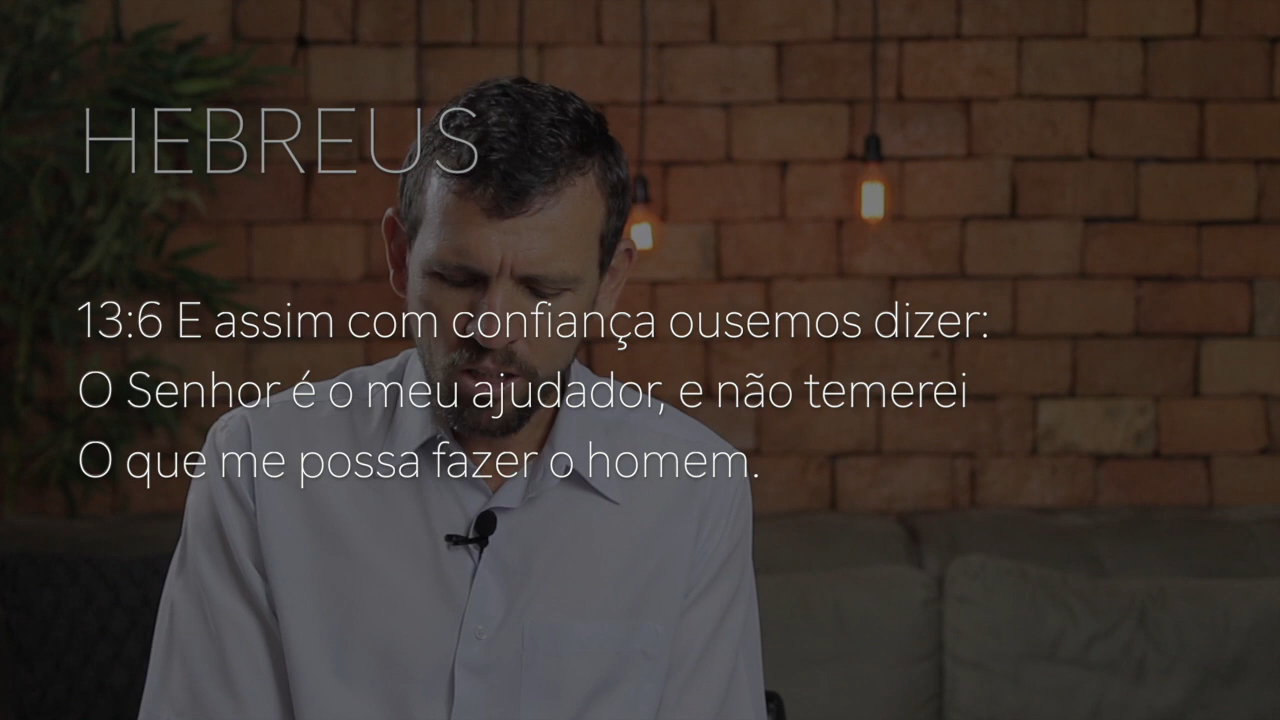 HEBREUS
13:6 E assim com confiança ousemos dizer:
O Senhor é o meu ajudador, e não temerei
O que me possa fazer o homem.